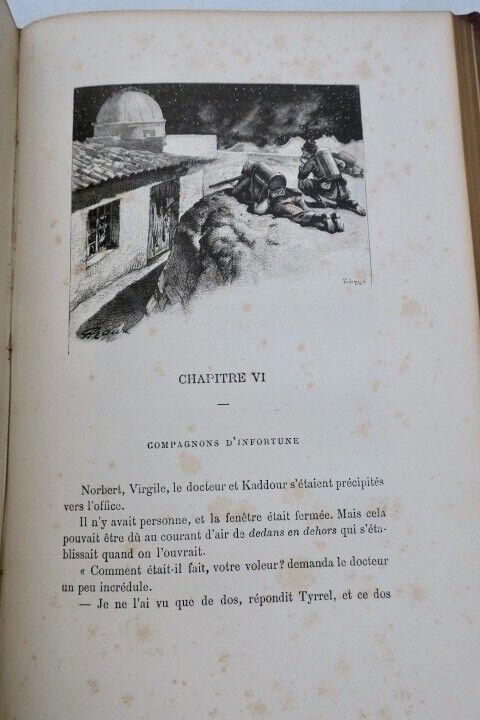 G. Roux
CHAPITRE VI
COMPAGNONS D'INFORTUNE
Norbert, Virgile, le docteur et Kaddour s'étaient précipités
vers l'office.
Il n'y avait personne, et la fenêtre était fermée. Mais cela
pouvait être dû au courant d'air de dedans en dehors qui s'éta-
blissait quand on l'ouvrait.
« Comment était-il fait, votre voleur? demanda le docteur
un peu incrédule.
— Je ne l'ai vu que de dos, répondit Tyrrel, et ce dos